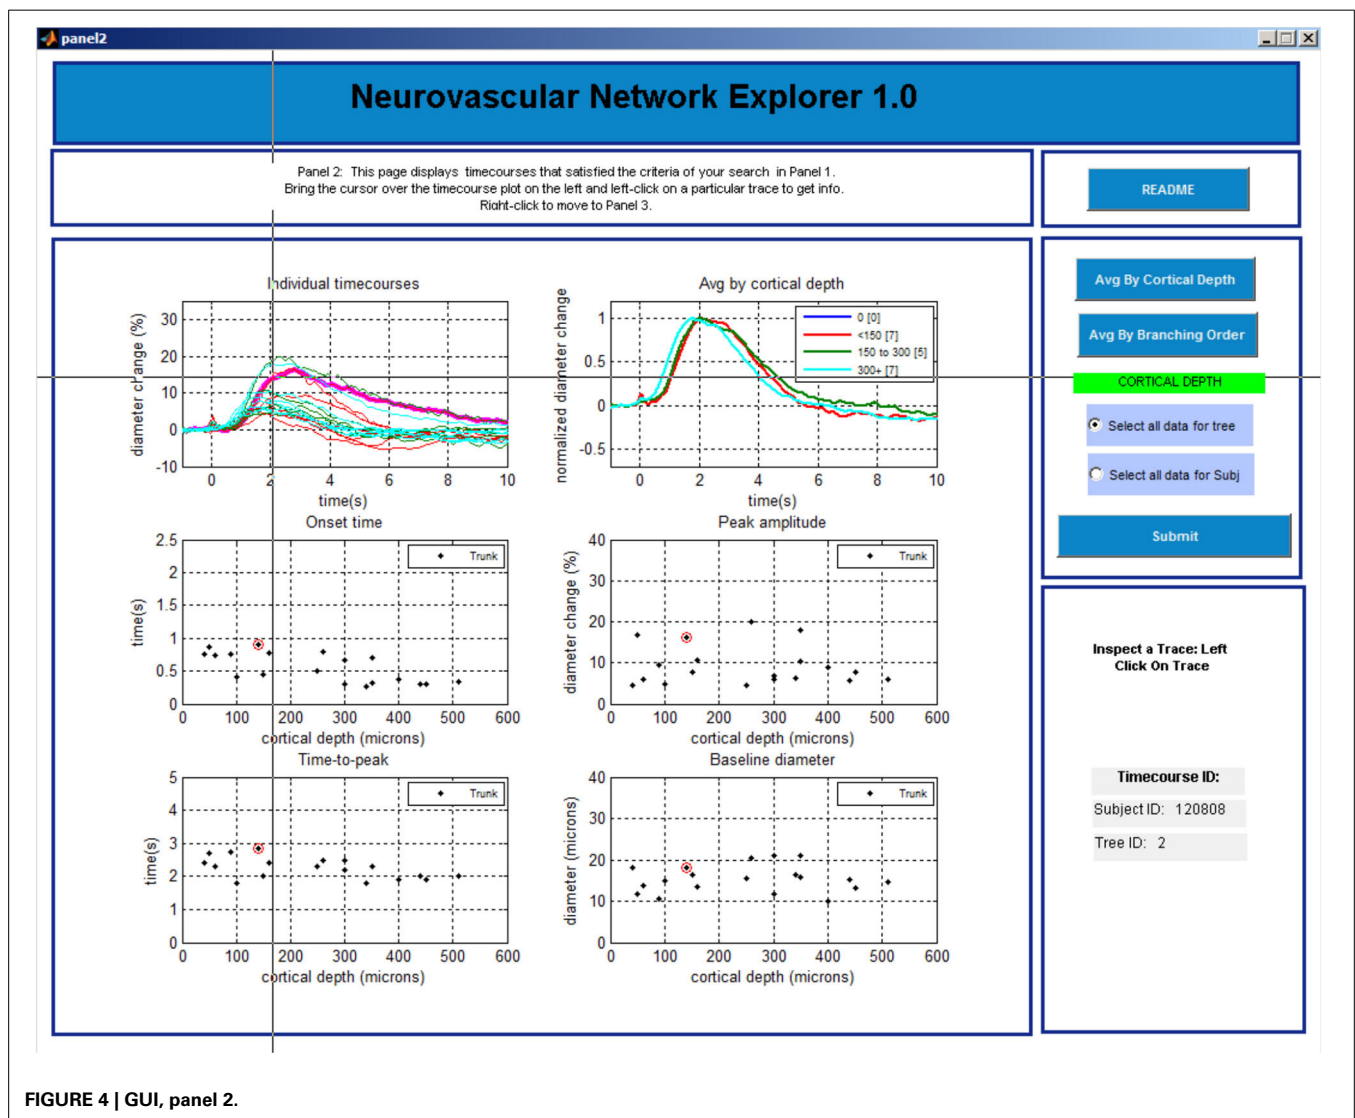 panel2
Neurovascular Network Explorer 1.0
Panel 2: This page displays timecourses that satisfied the criteria of your search in Panel 1.
Bring the cursor over the timecourse plot on the left and left-click on a particular trace to get info.
Right-click to move to Panel 3.
README
Individual timecourses
diameter change (%)
30
20
10
0
-10
0 2 4 6 8 10
time(s)
Avg by cortical depth
normalized diameter change
1
0.5
0
-0.5
0 [0]
<150 [7]
150 to 300 [5]
300+ [7]
0 2 4 6 8 10
time(s)
Avg By Cortical Depth
Avg By Branching Order
CORTICAL DEPTH
Select all data for tree
Select all data for Subj
Submit
Onset time
time(s)
2.5
2
1.5
1
0.5
0
Trunk
0 100 200 300 400 500 600
cortical depth (microns)
Peak amplitude
diameter change (%)
40
30
20
10
0
Trunk
0 100 200 300 400 500 600
cortical depth (microns)
Time-to-peak
time(s)
5
4
3
2
1
0
Trunk
0 100 200 300 400 500 600
cortical depth (microns)
Baseline diameter
diameter (microns)
40
30
20
10
0
Trunk
0 100 200 300 400 500 600
cortical depth (microns)
Inspect a Trace: Left
Click On Trace
Timecourse ID:
Subject ID: 120808
Tree ID: 2
FIGURE 4 | GUI, panel 2.